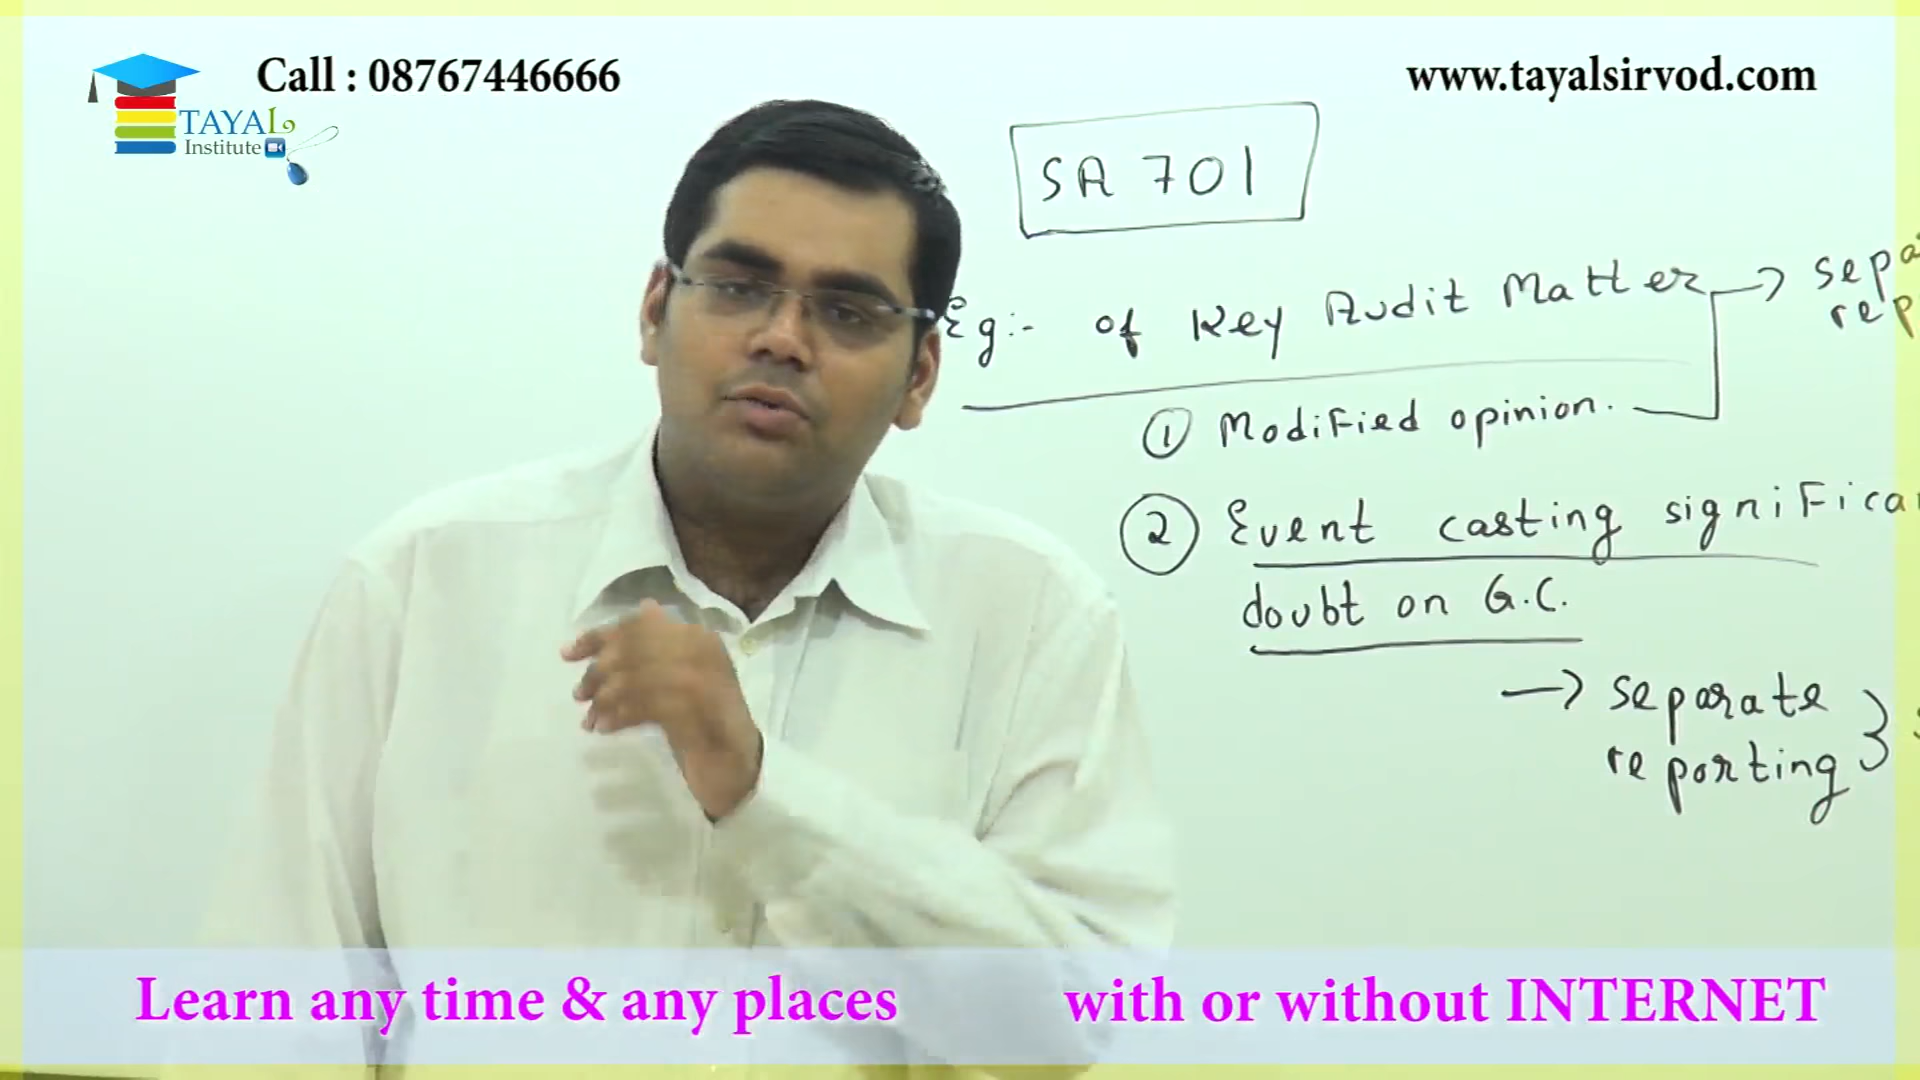 Call : 08767446666
www.tayalsirvod.com
TAYAL
Institute
SA 701
Eg:- of Key Audit Matter →
① Modified opinion.
② Event casting
doubt on G.C.
→ separate
reporting }
Learn any time & any places with or without INTERNET